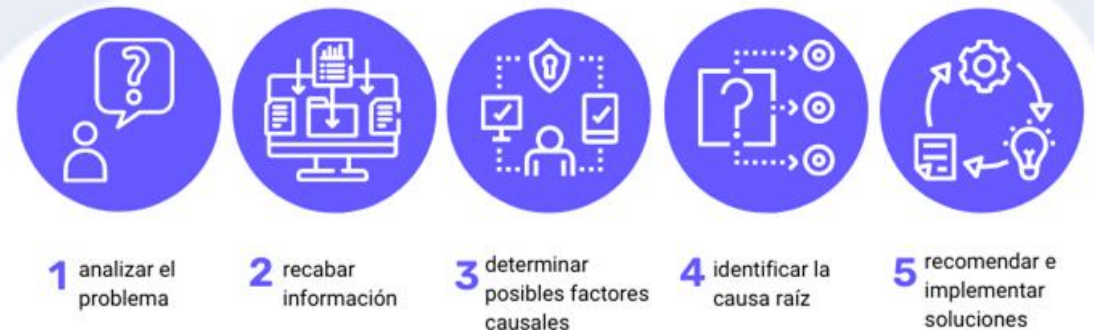 1 analizar el
problema
2 recabar
información
3 determinar
posibles factores
causales
4 identificar la
causa raíz
5 recomendar e
implementar
soluciones